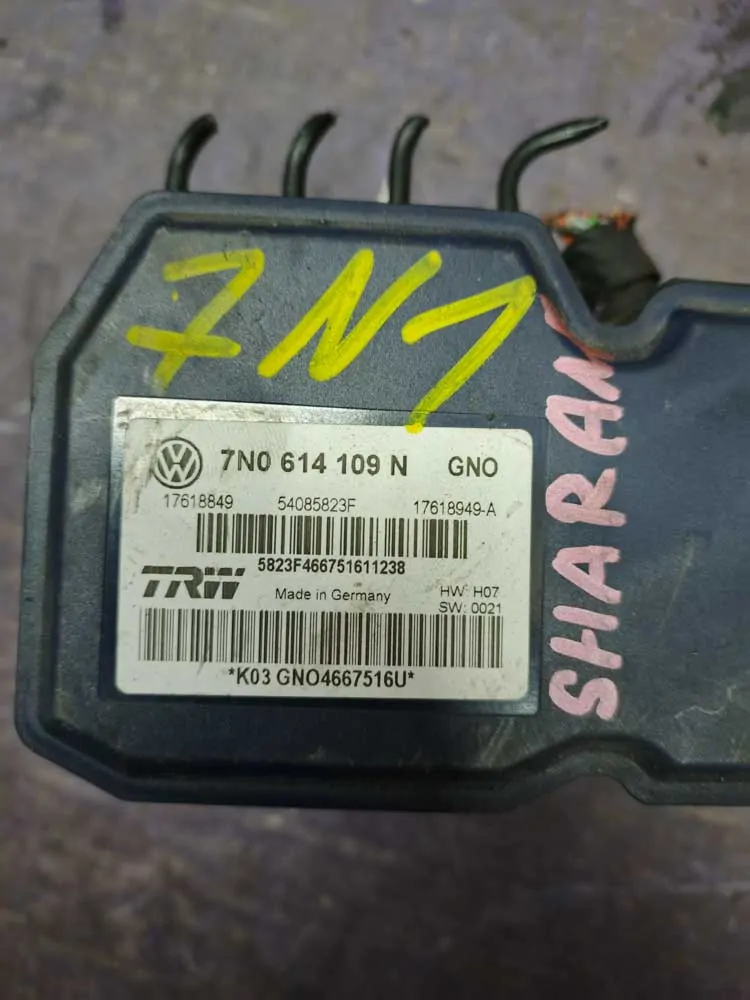 7N1
SHARAN
7N0 614 109 N GNO
17618849 54085823F 17618949-A
5823F466751611238
TRW Made in Germany HW: H07
SW: 0021
*K03 GNO4667516U*